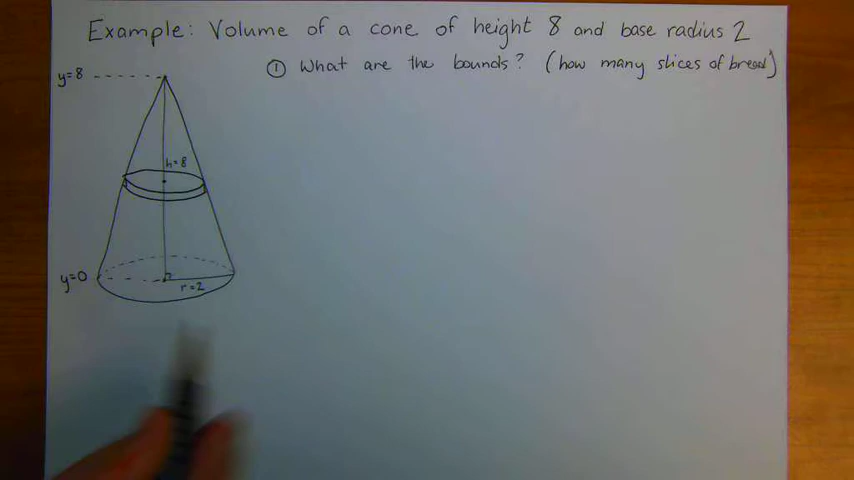 Example: Volume of a cone of height 8 and base radius 2
① What are the bounds? (how many slices of bread)
y=8
h=8
y=0
r=2